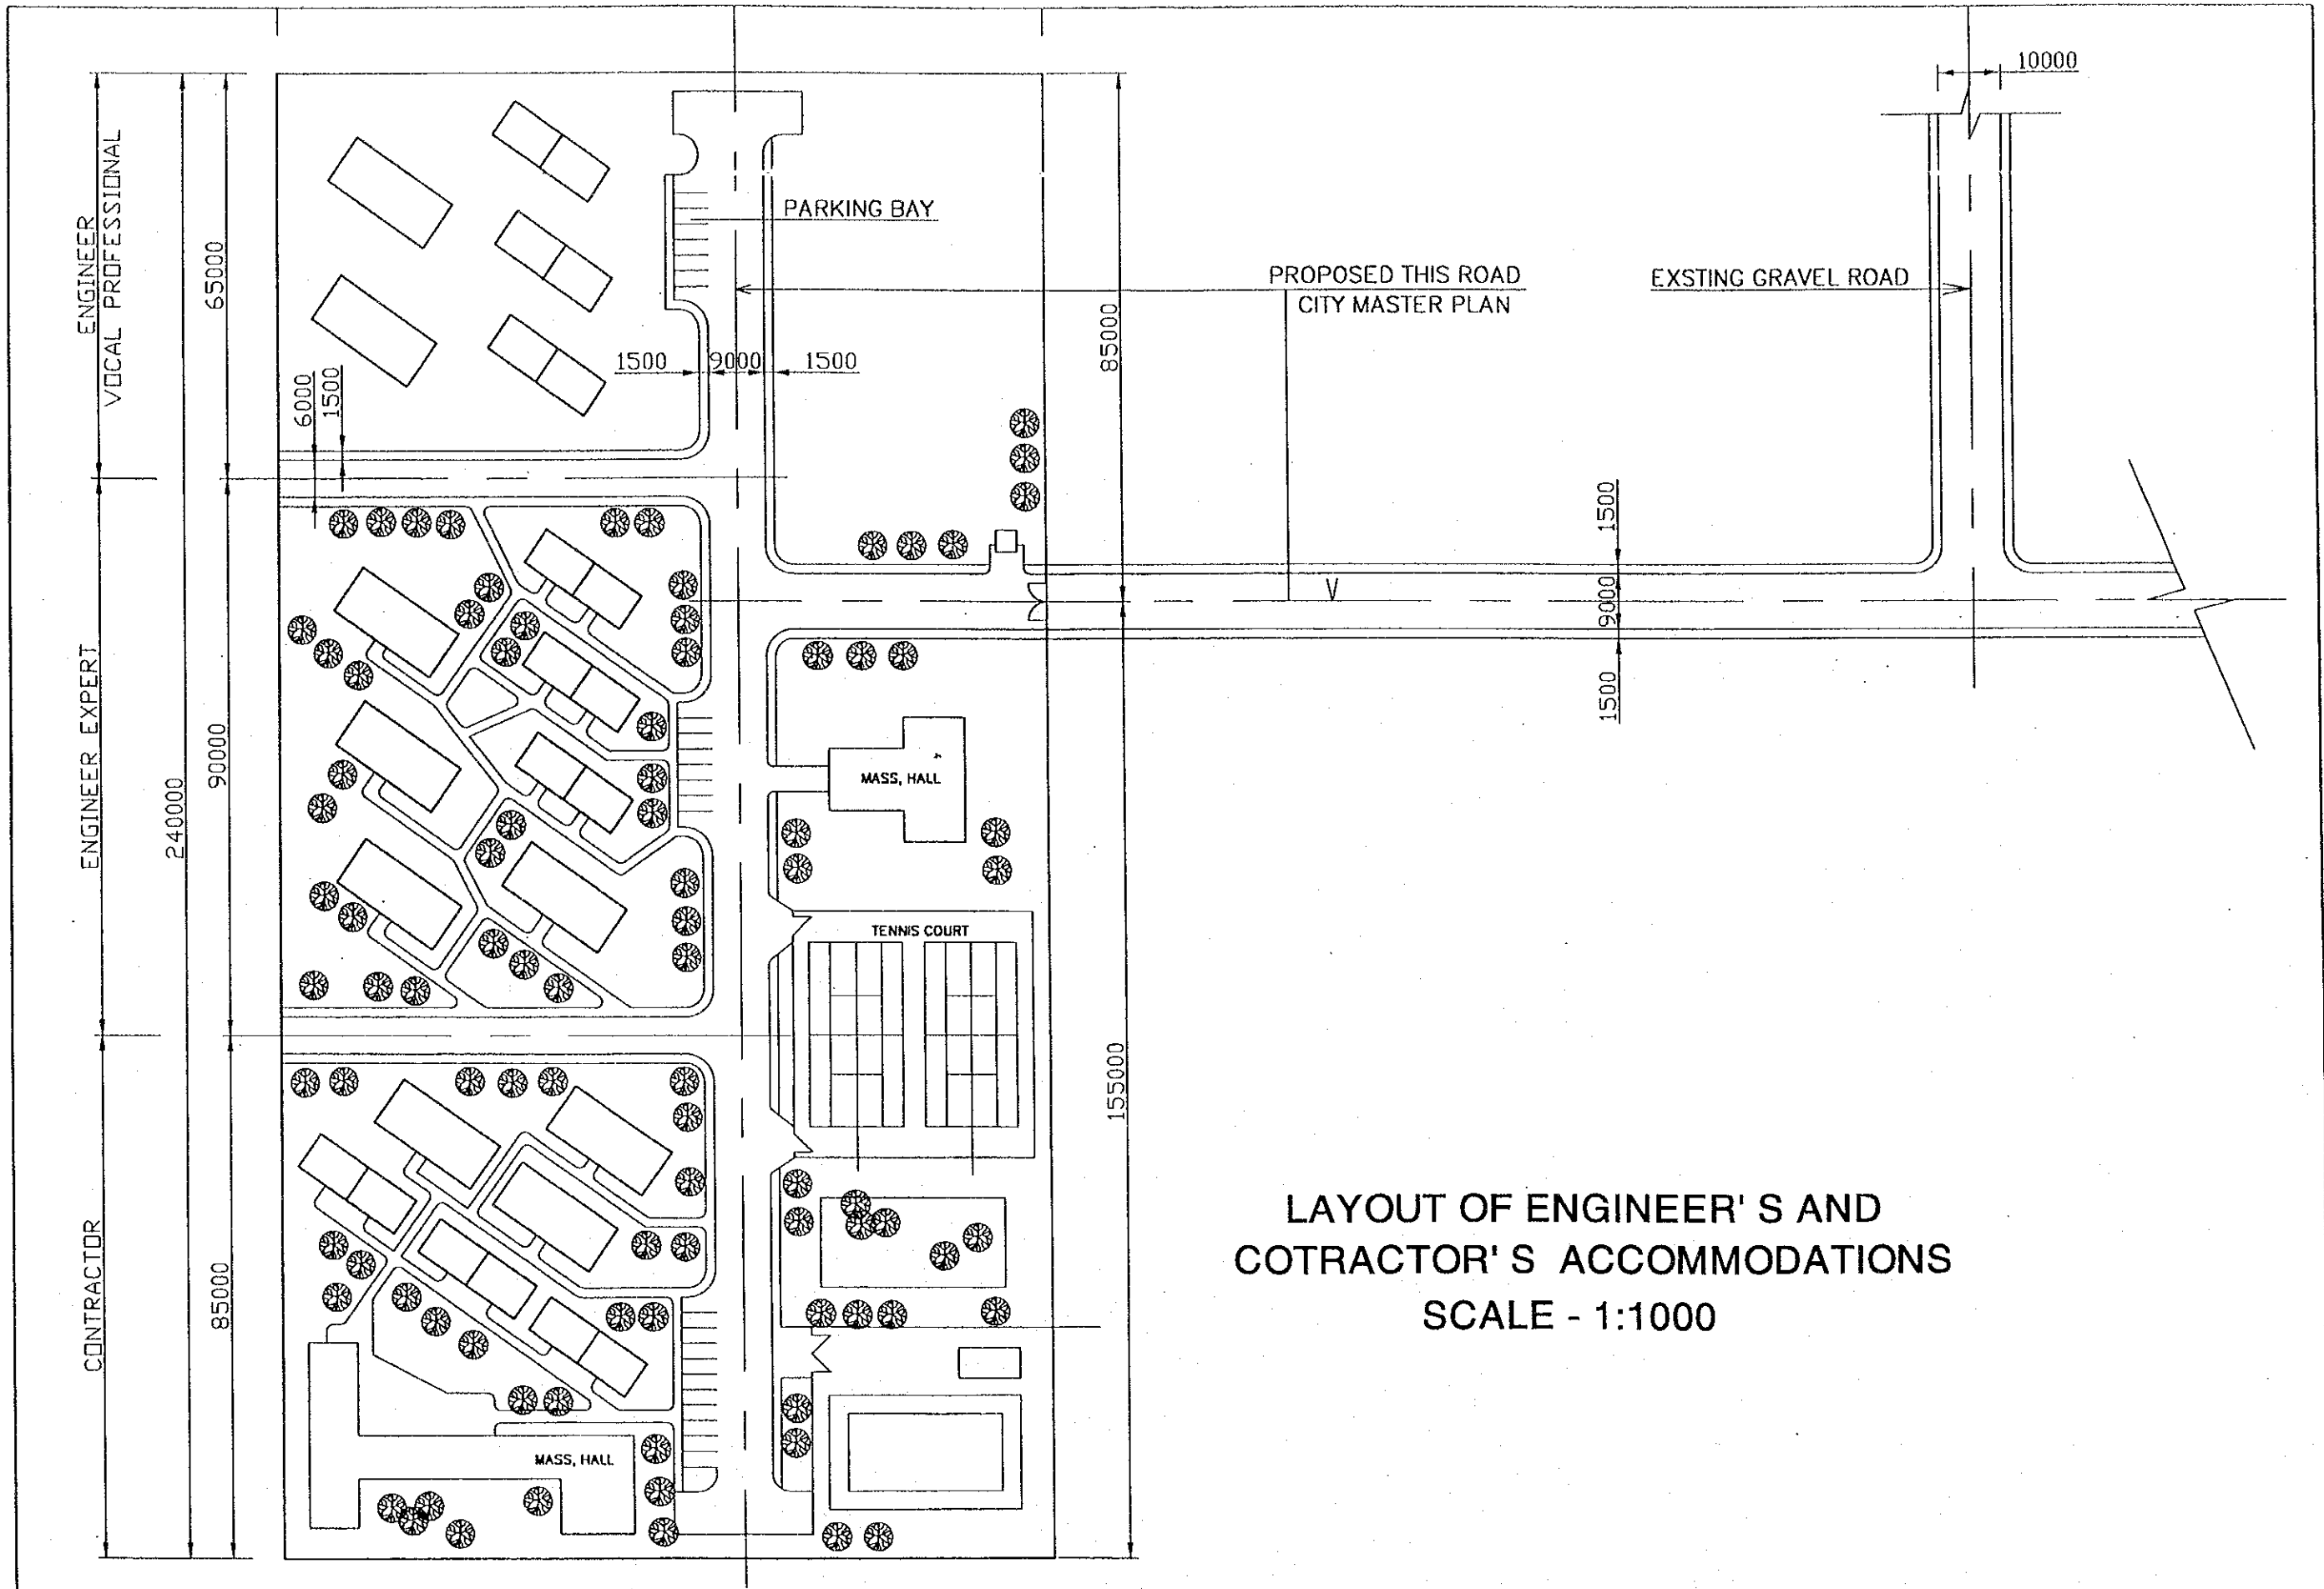 10000
ENGINEER
VOCAL PROFESSIONAL
65000
PARKING BAY
PROPOSED THIS ROAD
CITY MASTER PLAN
EXSTING GRAVEL ROAD
85000
1500
9000
1500
6000
1500
1500
9000
1500
ENGINEER EXPERT
240000
90000
MASS, HALL
TENNIS COURT
155000
CONTRACTOR
85000
MASS, HALL
LAYOUT OF ENGINEER' S AND
COTRACTOR' S ACCOMMODATIONS
SCALE - 1:1000